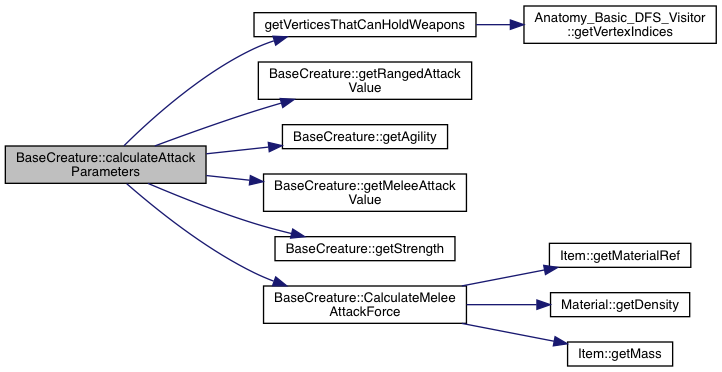 getVerticesThatCanHoldWeapons
Anatomy_Basic_DFS_Visitor
::getVertexIndices
BaseCreature::getRangedAttack
Value
BaseCreature::getAgility
BaseCreature::calculateAttack
Parameters
BaseCreature::getMeleeAttack
Value
BaseCreature::getStrength
BaseCreature::CalculateMelee
AttackForce
Item::getMaterialRef
Material::getDensity
Item::getMass